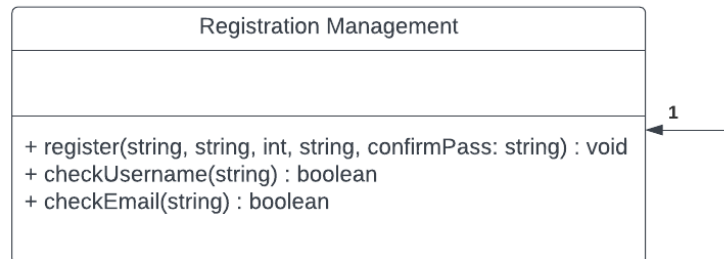 Registration Management
1
+ register(string, string, int, string, confirmPass: string) : void
+ checkUsername(string) : boolean
+ checkEmail(string) : boolean